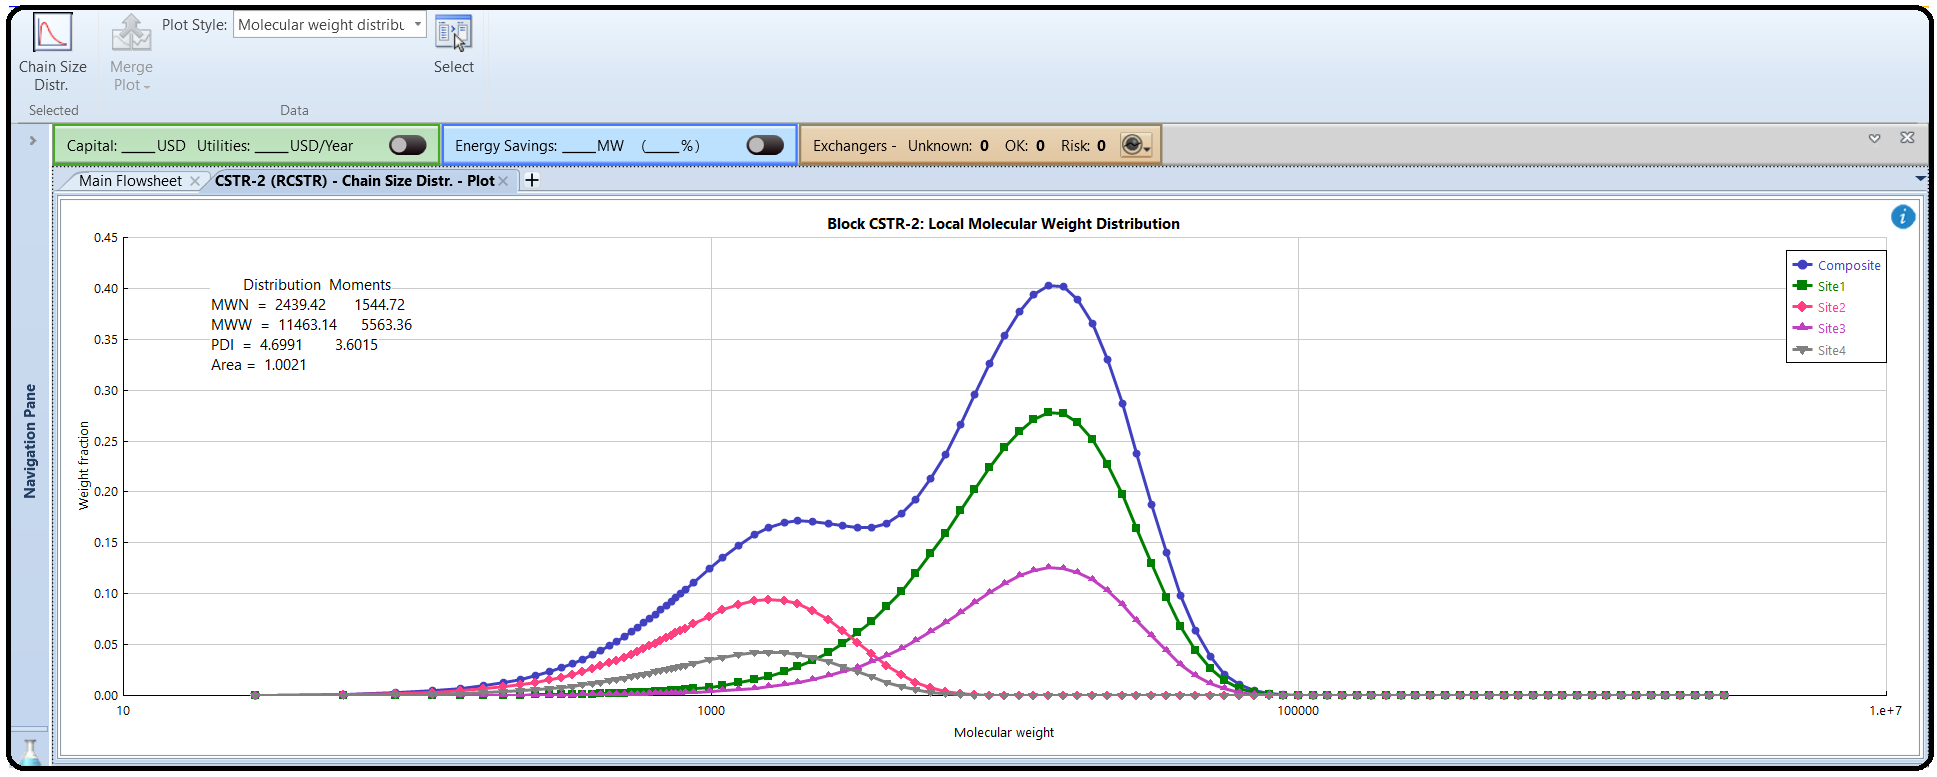 Plot Style: Molecular weight distribu
Chain Size
Distr.
Merge
Plot
Select
Selected
Data
Capital: _____USD Utilities: _____USD/Year
Energy Savings: _____MW (_____%)
Exchangers - Unknown: 0 OK: 0 Risk: 0
Main Flowsheet
CSTR-2 (RCSTR) - Chain Size Distr. - Plot
Navigation Pane
Block CSTR-2: Local Molecular Weight Distribution
Distribution Moments
MWN = 2439.42 1544.72
MWW = 11463.14 5563.36
PDI = 4.6991 3.6015
Area = 1.0021
Composite
Site1
Site2
Site3
Site4
Weight fraction
0.45
0.40
0.35
0.30
0.25
0.20
0.15
0.10
0.05
0.00
10 1000 100000 1.e+7
Molecular weight